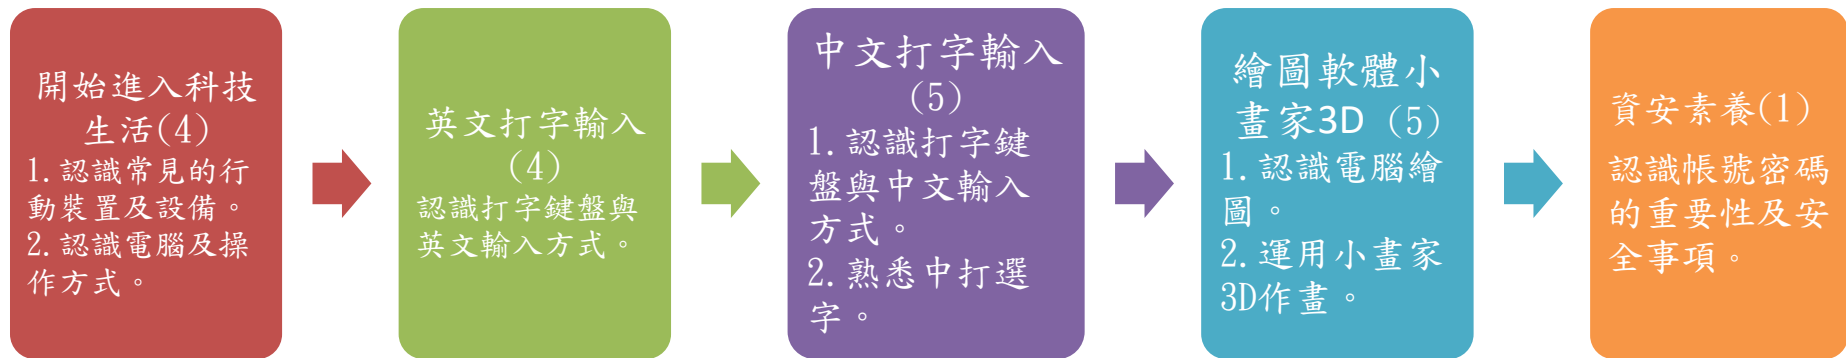 開始進入科技
生活(4)
1.認識常見的行
動裝置及設備。
2.認識電腦及操
作方式。
英文打字輸入
(4)
認識打字鍵盤與
英文輸入方式。
中文打字輸入
(5)
1.認識打字鍵
盤與中文輸入
方式。
2.熟悉中打選
字。
繪圖軟體小
畫家3D (5)
1.認識電腦繪
圖。
2.運用小畫家
3D作畫。
資安素養(1)
認識帳號密碼
的重要性及安
全事項。